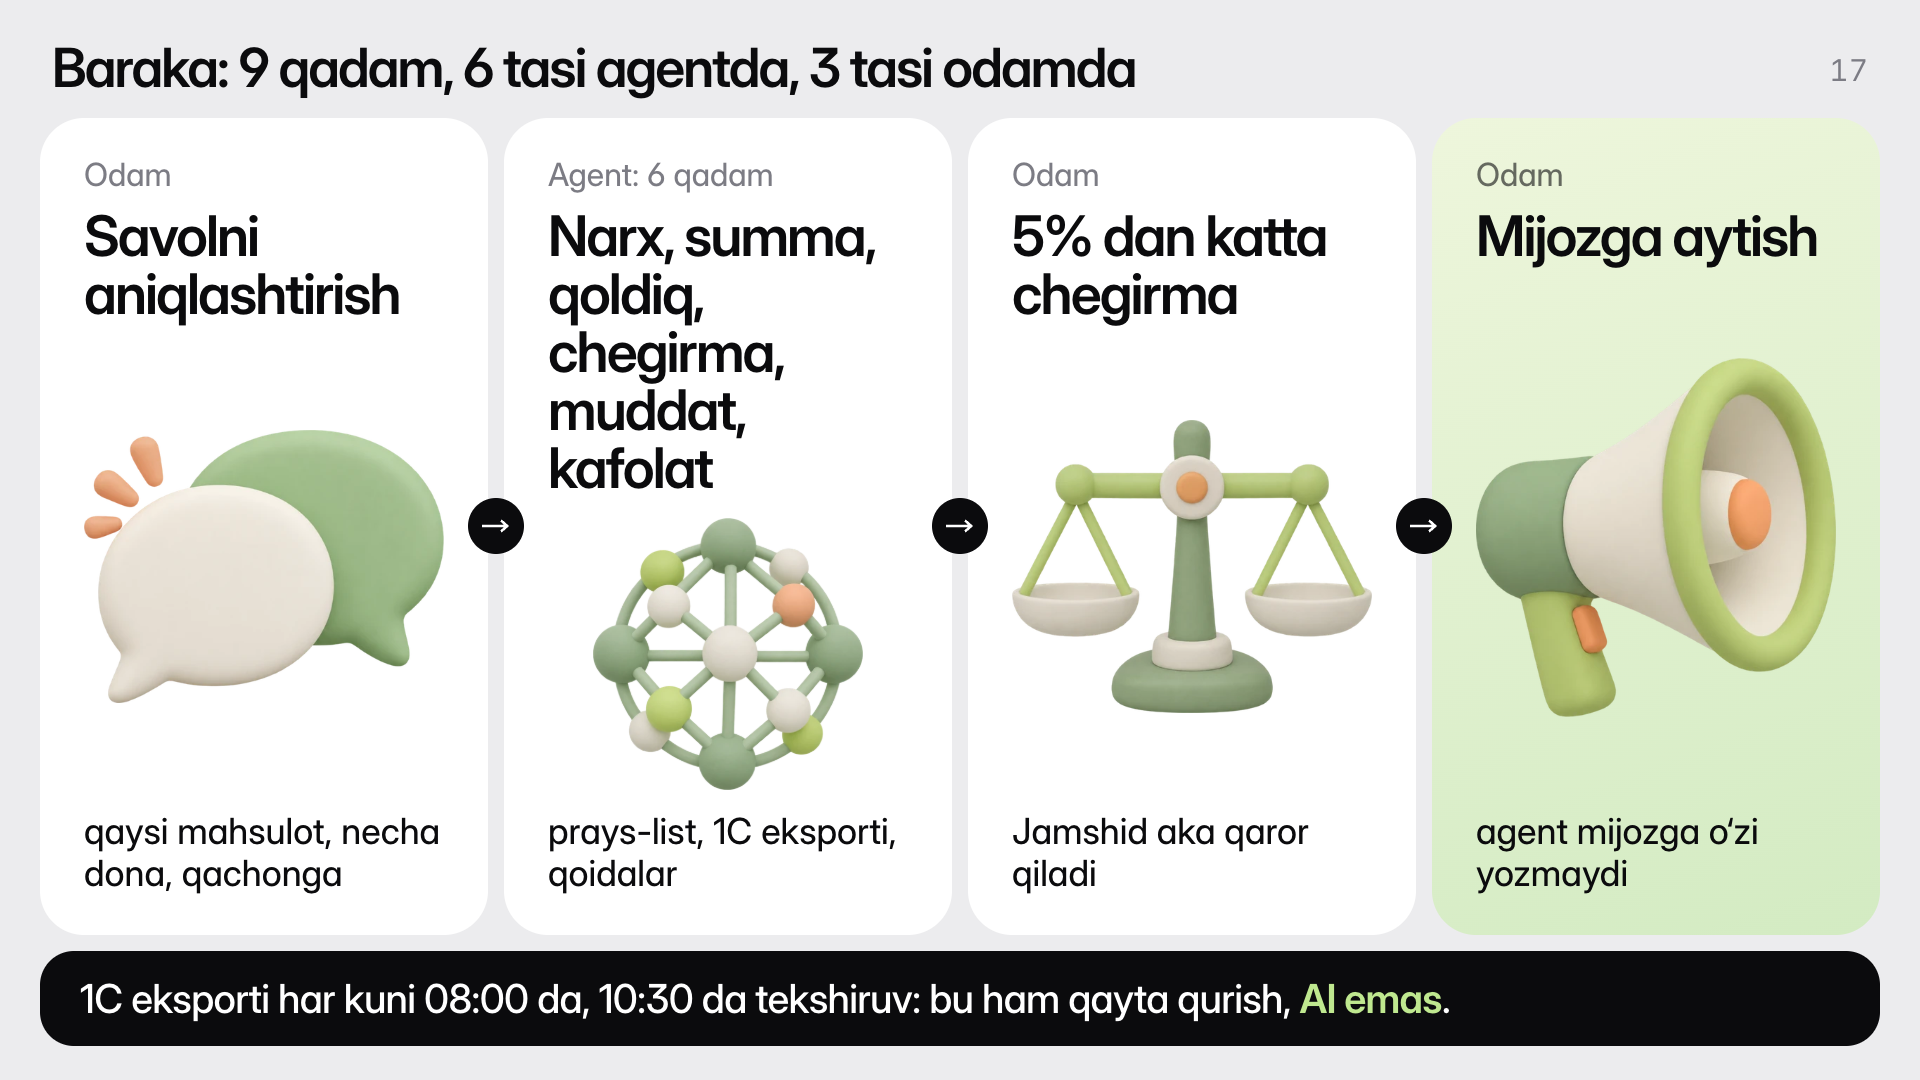 Baraka: 9 qadam, 6 tasi agentda, 3 tasi odamda
17
Odam
Savolni
aniqlashtirish
qaysi mahsulot, necha
dona, qachonga
Agent: 6 qadam
Narx, summa,
qoldiq,
chegirma,
muddat,
kafolat
prays-list, 1C eksporti,
qoidalar
Odam
5% dan katta
chegirma
Jamshid aka qaror
qiladi
Odam
Mijozga aytish
agent mijozga oʻzi
yozmaydi
1C eksporti har kuni 08:00 da, 10:30 da tekshiruv: bu ham qayta qurish, AI emas.